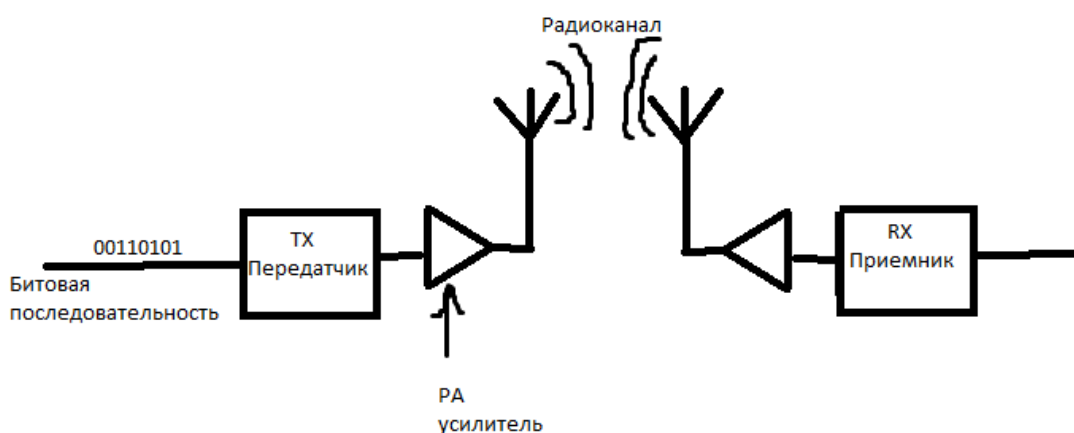 Радиоканал
00110101
Битовая
последовательность
TX
Передатчик
PA
усилитель
RX
Приемник